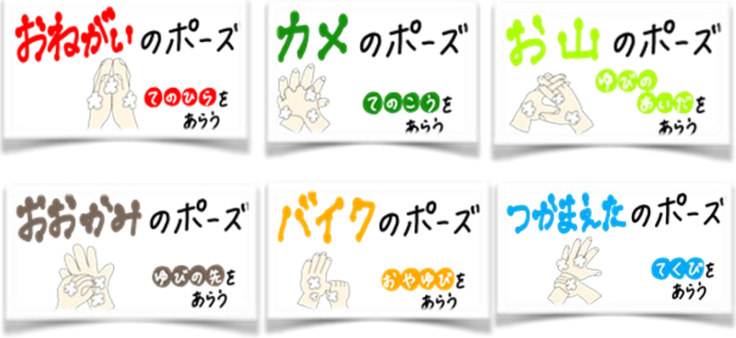 おねがいのポーズ
てのひらを
あらう
カメのポーズ
てのこうを
あらう
お山のポーズ
ゆびの
あいだを
あらう
おおかみのポーズ
ゆびの先を
あらう
バイクのポーズ
おやゆびを
あらう
つかまえたのポーズ
てくびを
あらう